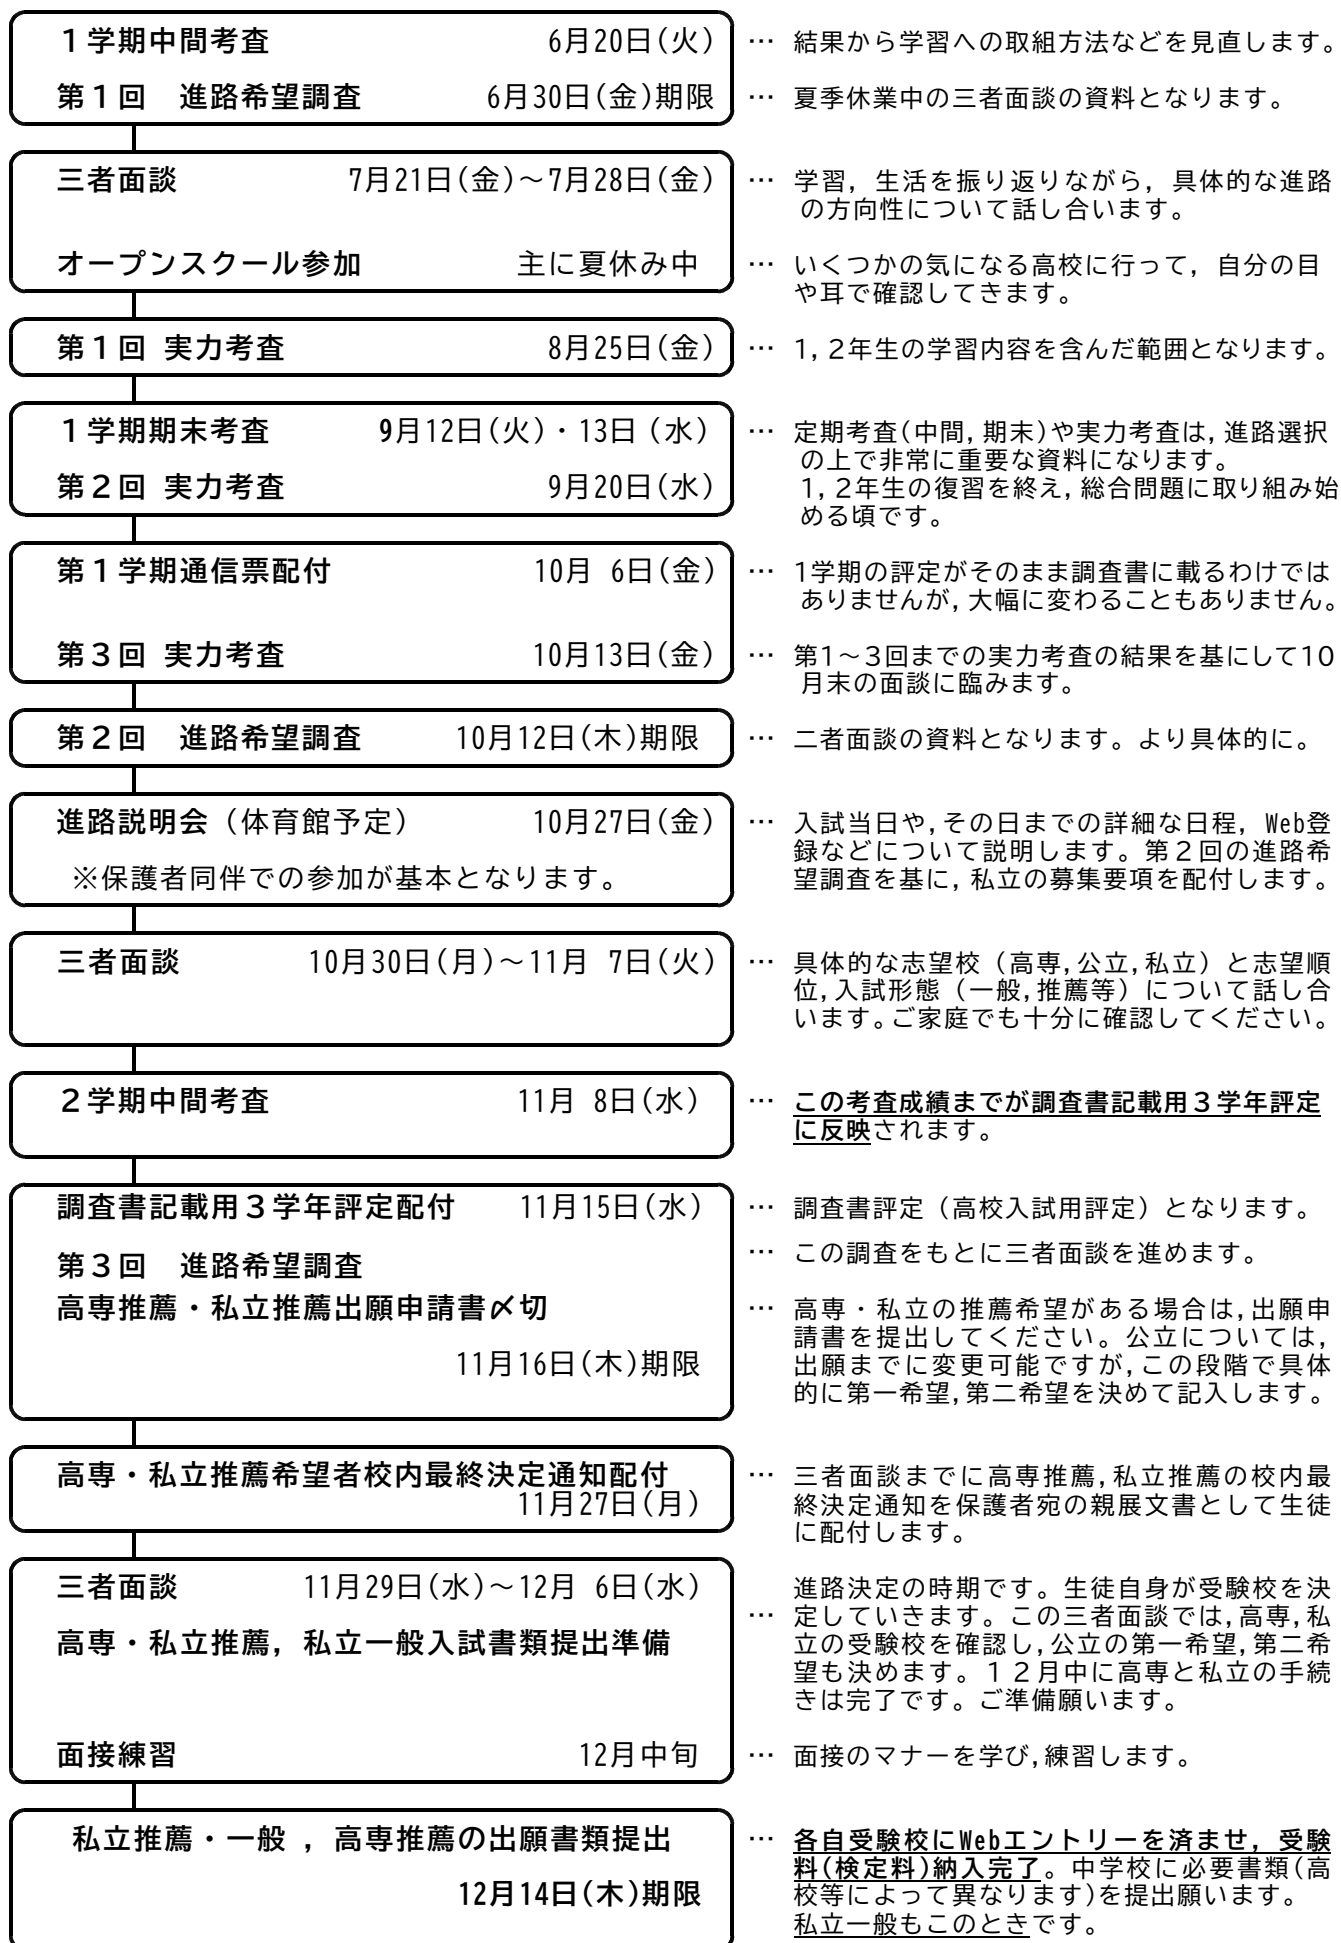 １学期中間考査 6月20日(火) … 結果から学習への取組方法などを見直します。
第１回 進路希望調査 6月30日(金)期限 … 夏季休業中の三者面談の資料となります。
三者面談 7月21日(金)～7月28日(金) … 学習，生活を振り返りながら，具体的な進路
の方向性について話し合います。
オープンスクール参加 主に夏休み中 … いくつかの気になる高校に行って，自分の目
や耳で確認してきます。
第１回 実力考査 8月25日(金) … 1，2年生の学習内容を含んだ範囲となります。
１学期期末考査 9月12日(火)・13日 (水) … 定期考査(中間，期末)や実力考査は，進路選択
の上で非常に重要な資料になります。
第２回 実力考査 9月20日(水) 1，2年生の復習を終え，総合問題に取り組み始
める頃です。
第１学期通信票配付 10月 6日(金) … 1学期の評定がそのまま調査書に載るわけでは
ありませんが，大幅に変わることもありません。
第３回 実力考査 10月13日(金) … 第1～3回までの実力考査の結果を基にして10
月末の面談に臨みます。
第２回 進路希望調査 10月12日(木)期限 … 二者面談の資料となります。より具体的に。
進路説明会（体育館予定） 10月27日(金) … 入試当日や，その日までの詳細な日程，Web登
録などについて説明します。第２回の進路希
※保護者同伴での参加が基本となります。 望調査を基に，私立の募集要項を配付します。
三者面談 10月30日(月)～11月 7日(火) … 具体的な志望校（高専，公立，私立）と志望順
位，入試形態（一般，推薦等）について話し合
います。ご家庭でも十分に確認してください。
２学期中間考査 11月 8日(水) … この考査成績までが調査書記載用３学年評定
に反映されます。
調査書記載用３学年評定配付 11月15日(水) … 調査書評定（高校入試用評定）となります。
第３回 進路希望調査 … この調査をもとに三者面談を進めます。
高専推薦・私立推薦出願申請書〆切 … 高専・私立の推薦希望がある場合は，出願申
請書を提出してください。公立については，
11月16日(木)期限 出願までに変更可能ですが，この段階で具体
的に第一希望，第二希望を決めて記入します。
高専・私立推薦希望者校内最終決定通知配付 … 三者面談までに高専推薦，私立推薦の校内最
11月27日(月) 終決定通知を保護者宛の親展文書として生徒
に配付します。
三者面談 11月29日(水)～12月 6日(水) 進路決定の時期です。生徒自身が受験校を決
… 定していきます。この三者面談では，高専，私
高専・私立推薦，私立一般入試書類提出準備 立の受験校を確認し，公立の第一希望，第二希
望も決めます。１２月中に高専と私立の手続
きは完了です。ご準備願います。
面接練習 12月中旬 … 面接のマナーを学び，練習します。
私立推薦・一般 ，高専推薦の出願書類提出 … 各自受験校にWebエントリーを済ませ，受験
料(検定料)納入完了。中学校に必要書類(高
12月14日(木)期限 校等によって異なります)を提出願います。
私立一般もこのときです。